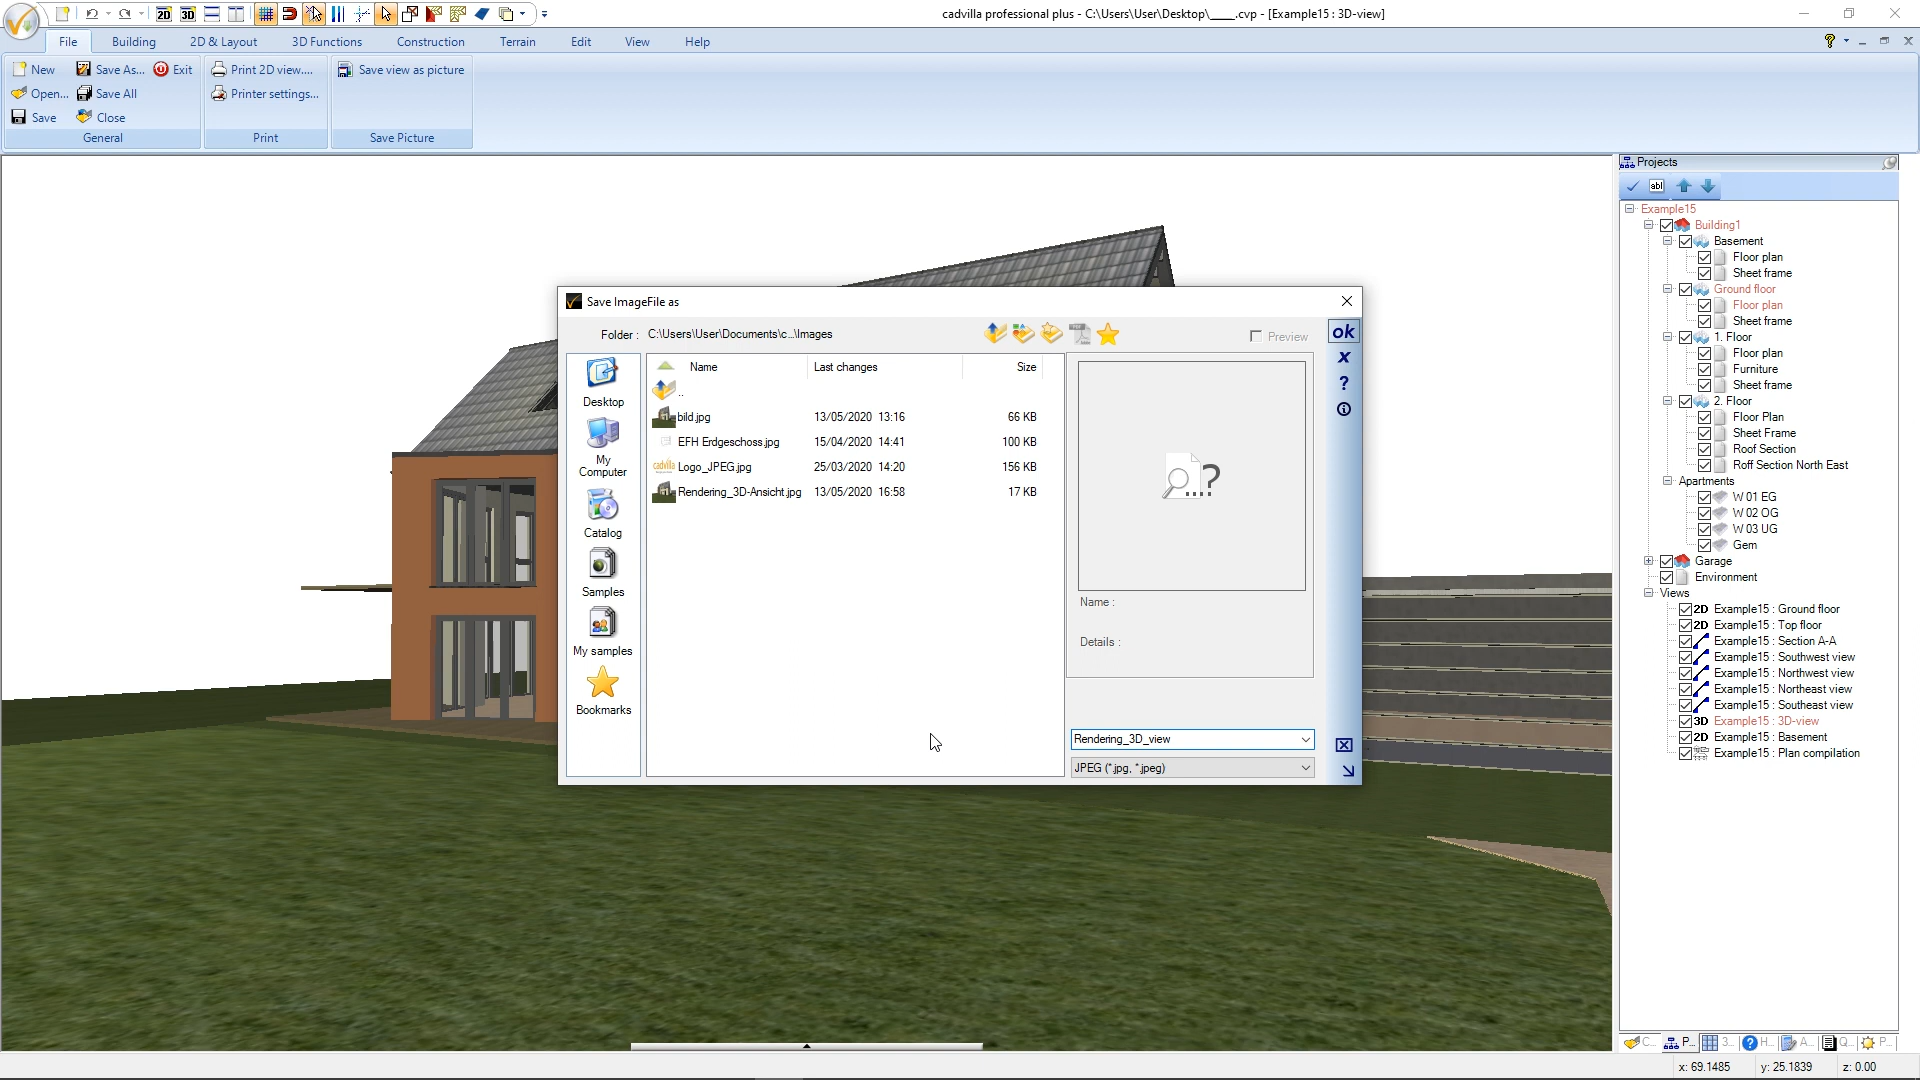 2D 3D
cadvilla professional plus - C:\Users\User\Desktop\____.cvp - [Example15 : 3D-view]
File Building 2D & Layout 3D Functions Construction Terrain Edit View Help
New Save As... Exit Print 2D view.... Save view as picture
Open... Save All Printer settings...
Save Close
General Print Save Picture
Projects
abl
Example15
Building1
Basement
Floor plan
Sheet frame
Ground floor
Floor plan
Sheet frame
1. Floor
Floor plan
Furniture
Sheet frame
2. Floor
Floor Plan
Sheet Frame
Roof Section
Roff Section North East
Apartments
W 01 EG
W 02 OG
W 03 UG
Gem
Garage
Environment
Views
2D Example15 : Ground floor
2D Example15 : Top floor
Example15 : Section A-A
Example15 : Southwest view
Example15 : Northwest view
Example15 : Northeast view
Example15 : Southeast view
3D Example15 : 3D-view
2D Example15 : Basement
Example15 : Plan compilation
Save ImageFile as
Folder : C:\Users\User\Documents\c...\Images
Preview
ok
x
?
Desktop
My Computer
Catalog
Samples
My samples
Bookmarks
Name Last changes Size
..
bild.jpg 13/05/2020 13:16 66 KB
EFH Erdgeschoss.jpg 15/04/2020 14:41 100 KB
Logo_JPEG.jpg 25/03/2020 14:20 156 KB
Rendering_3D-Ansicht.jpg 13/05/2020 16:58 17 KB
...?
Name :
Details :
Rendering_3D_view
JPEG (*.jpg, *.jpeg)
C... P... 3... H... A... Q... P...
x: 69.1485 y: 25.1839 z: 0.00